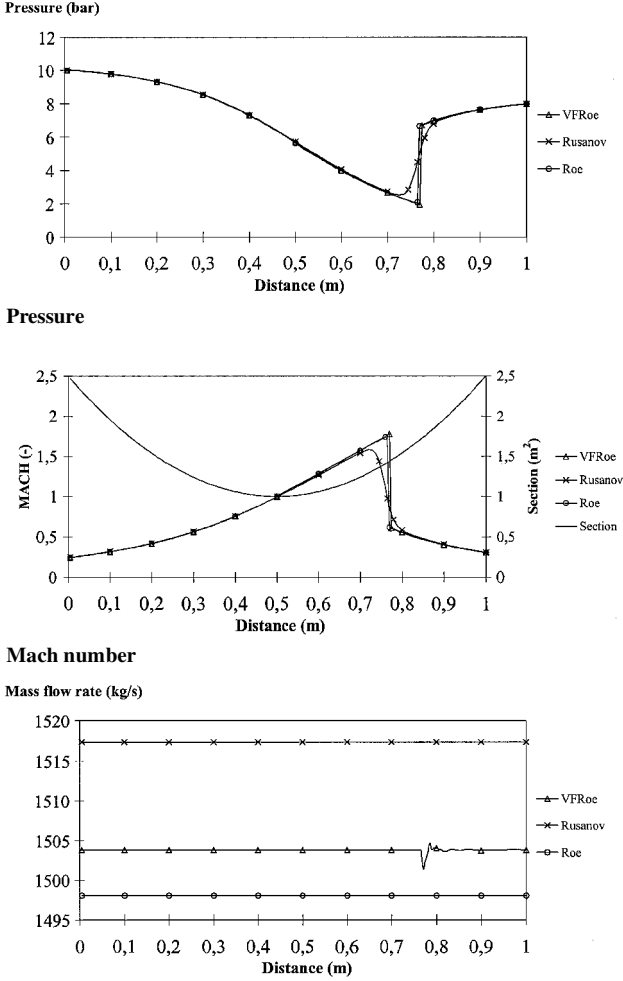 Pressure (bar)
12
10
8
6
4
2
0
0 0,1 0,2 0,3 0,4 0,5 0,6 0,7 0,8 0,9 1
Distance (m)
VFRoe
Rusanov
Roe
Pressure
2,5
2
1,5
1
0,5
0
MACH (-)
2,5
2
1,5
1
0,5
0
Section (m²)
0 0,1 0,2 0,3 0,4 0,5 0,6 0,7 0,8 0,9 1
Distance (m)
VFRoe
Rusanov
Roe
Section
Mach number
Mass flow rate (kg/s)
1520
1515
1510
1505
1500
1495
0 0,1 0,2 0,3 0,4 0,5 0,6 0,7 0,8 0,9 1
Distance (m)
VFRoe
Rusanov
Roe